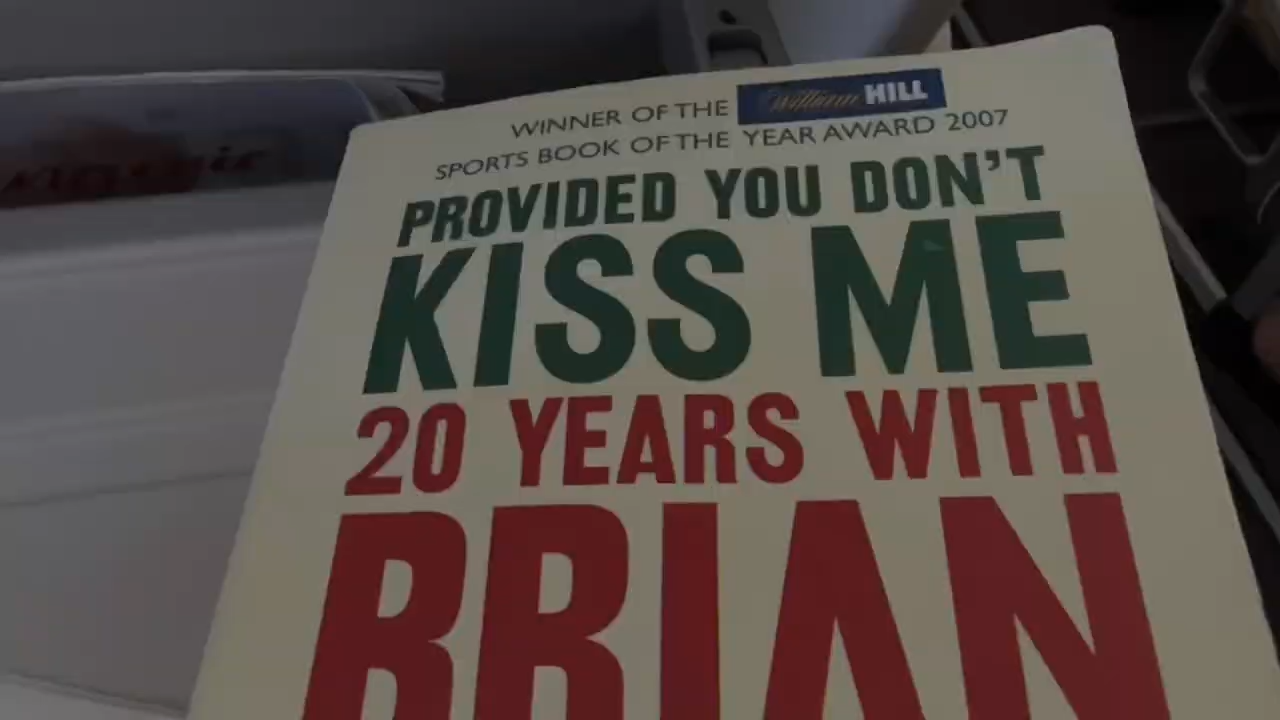 WINNER OF THE William HILL
SPORTS BOOK OF THE YEAR AWARD 2007
PROVIDED YOU DON'T
KISS ME
20 YEARS WITH
BRIAN